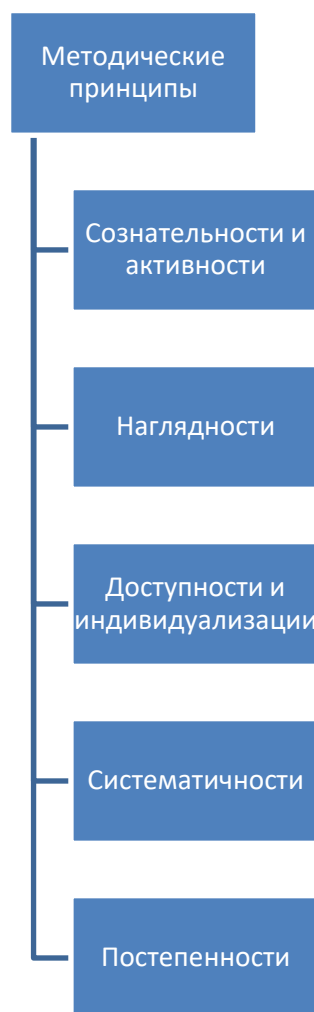 Методические
принципы
Сознательности и
активности
Наглядности
Доступности и
индивидуализации
Систематичности
Постепенности